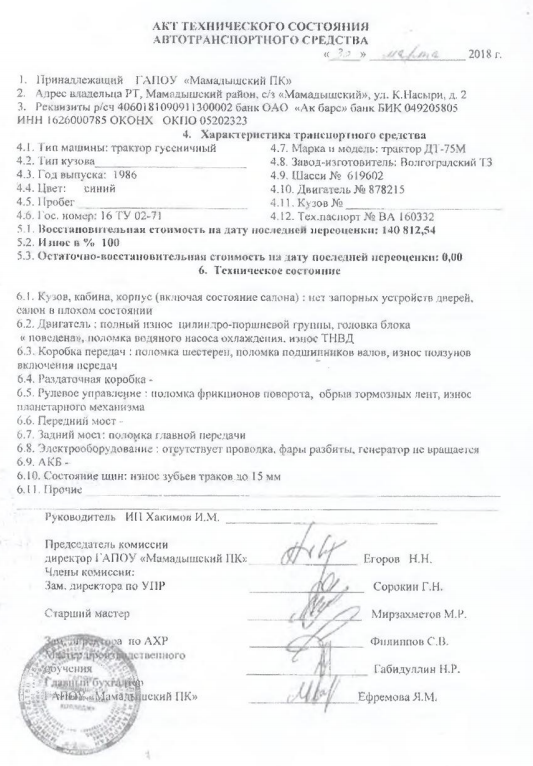 АКТ ТЕХНИЧЕСКОГО СОСТОЯНИЯ
АВТОТРАНСПОРТНОГО СРЕДСТВА
« 30 » марта 2018 г.
1. Принадлежащий ГАПОУ «Мамадышский ПК»
2. Адрес владельца РТ, Мамадышский район, с/з «Мамадышский», ул. К.Насыри, д. 2
3. Реквизиты р/сч 40601810900911300002 банк ОАО «Ак барс» банк БИК 049205805
ИНН 1626000785 ОКОНХ ОКПО 05202323
4. Характеристика транспортного средства
4.1. Тип машины: трактор гусеничный 4.7. Марка и модель: трактор ДТ-75М
4.2. Тип кузова 4.8. Завод-изготовитель: Волгоградский ТЗ
4.3. Год выпуска: 1986 4.9. Шасси № 619602
4.4. Цвет: синий 4.10. Двигатель № 878215
4.5. Пробег 4.11. Кузов №
4.6. Гос. номер: 16 ТУ 02-71 4.12. Тех.паспорт № ВА 160332
5.1. Восстановительная стоимость на дату последней переоценки: 140 812,54
5.2. Износ в % 100
5.3. Остаточно-восстановительная стоимость на дату последней переоценки: 0,00
6. Техническое состояние
6.1. Кузов, кабина, корпус (включая состояние салона) : нет запорных устройств дверей,
салон в плохом состоянии
6.2. Двигатель : полный износ цилиндро-поршневой группы, головка блока
« поведена», поломка водяного насоса охлаждения, износ ТНВД
6.3. Коробка передач : поломка шестерен, поломка подшипников валов, износ ползунов
включения передач
6.4. Раздаточная коробка -
6.5. Рулевое управление : поломка фрикционов поворота, обрыв тормозных лент, износ
планетарного механизма
6.6. Передний мост -
6.7. Задний мост: поломка главной передачи
6.8. Электрооборудование : отсутствует проводка, фары разбиты, генератор не вращается
6.9. АКБ -
6.10. Состояние шин: износ зубьев траков до 15 мм
6.11. Прочие
Руководитель ИП Хакимов И.М.
Председатель комиссии
директор ГАПОУ «Мамадышский ПК» Егоров Н.Н.
Члены комиссии:
Зам. директора по УПР Сорокин Г.Н.
Старший мастер Мирзахметов М.Р.
Зам. директора по АХР Филиппов С.В.
Мастер производственного
обучения Габидуллин Н.Р.
Главный бухгалтер
ГАПОУ «Мамадышский ПК» Ефремова Я.М.